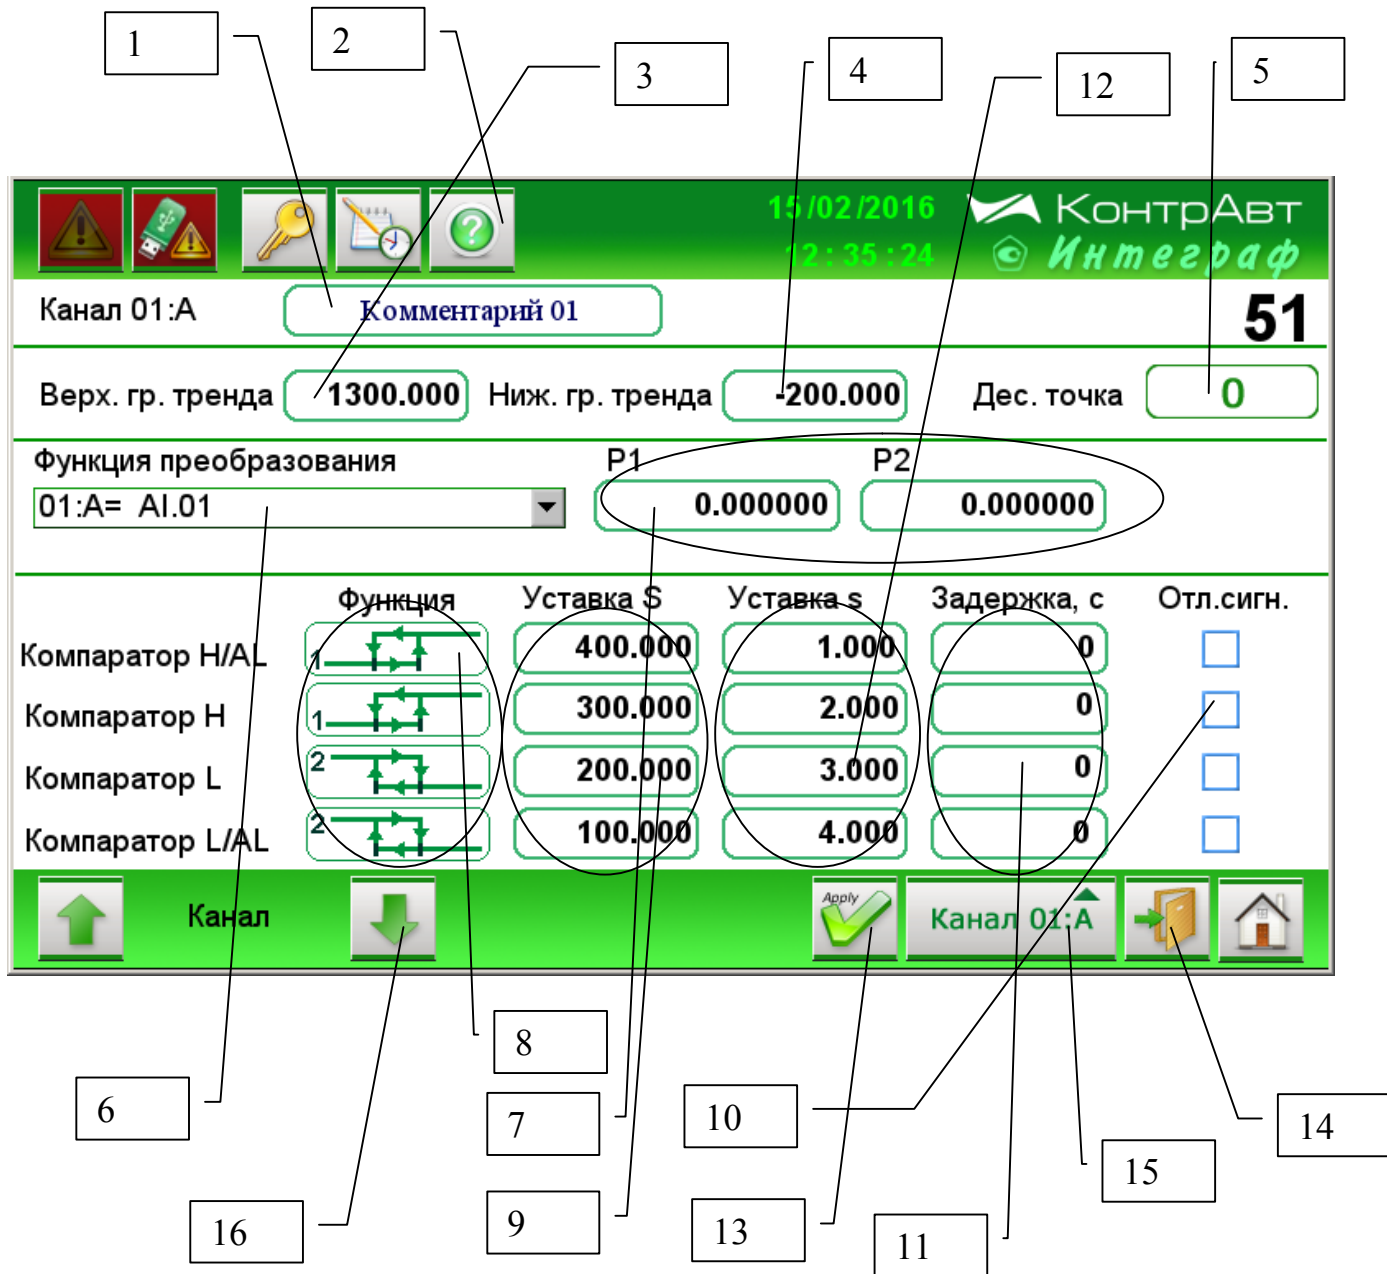 1
2
3
4
12
5
15/02/2016
12:35:24
КонтрАвт
Интеграф
Канал 01:A
Комментарий 01
51
Верх. гр. тренда
1300.000
Ниж. гр. тренда
-200.000
Дес. точка
0
Функция преобразования
P1
P2
01:A= AI.01
0.000000
0.000000
Функция
Уставка S
Уставка s
Задержка, с
Отл.сигн.
Компаратор H/AL
1
400.000
1.000
0
Компаратор H
1
300.000
2.000
0
Компаратор L
2
200.000
3.000
0
Компаратор L/AL
2
100.000
4.000
0
Канал
Apply
Канал 01:A
8
6
7
10
14
15
16
9
13
11